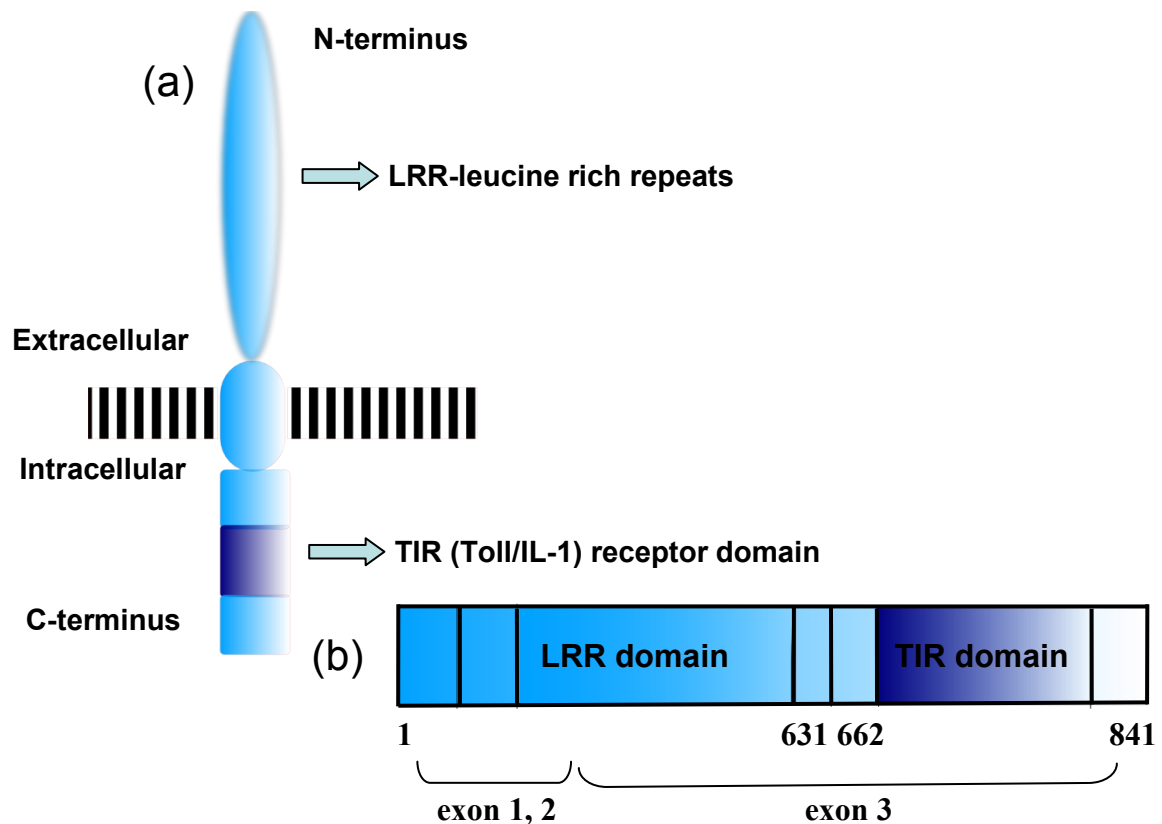 N-terminus
(a)
LRR-leucine rich repeats
Extracellular
Intracellular
TIR (Toll/IL-1) receptor domain
C-terminus
(b)
LRR domain
TIR domain
1
631
662
841
exon 1, 2
exon 3